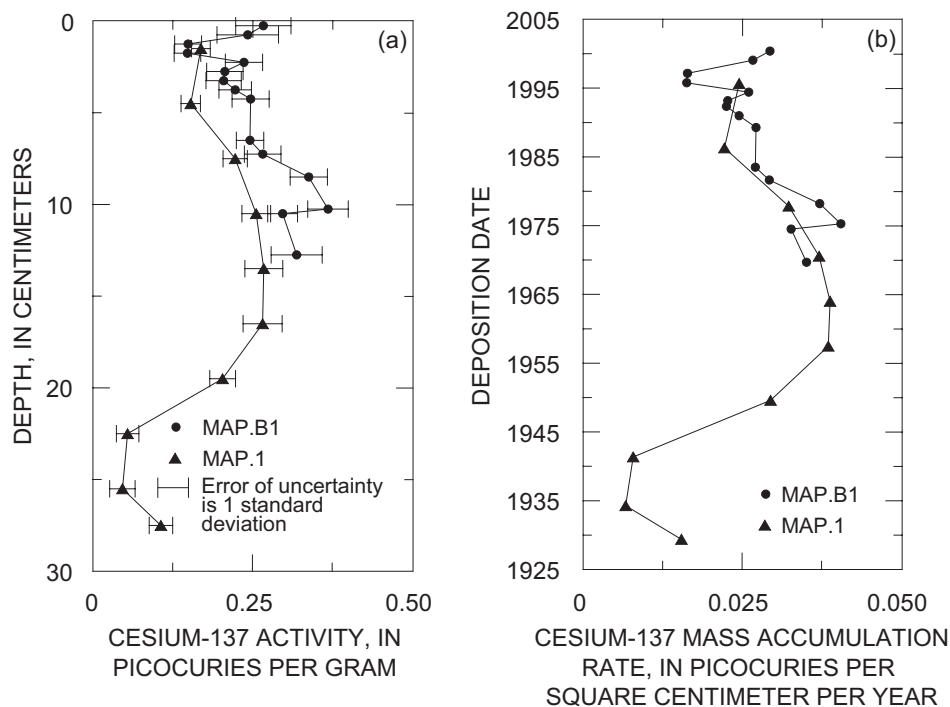 (a)
0
10
20
30
DEPTH, IN CENTIMETERS
MAP.B1
MAP.1
Error of uncertainty
is 1 standard
deviation
0
0.25
0.50
CESIUM-137 ACTIVITY, IN
PICOCURIES PER GRAM
(b)
2005
1995
1985
1975
1965
1955
1945
1935
1925
DEPOSITION DATE
MAP.B1
MAP.1
0
0.025
0.050
CESIUM-137 MASS ACCUMULATION
RATE, IN PICOCURIES PER
SQUARE CENTIMETER PER YEAR